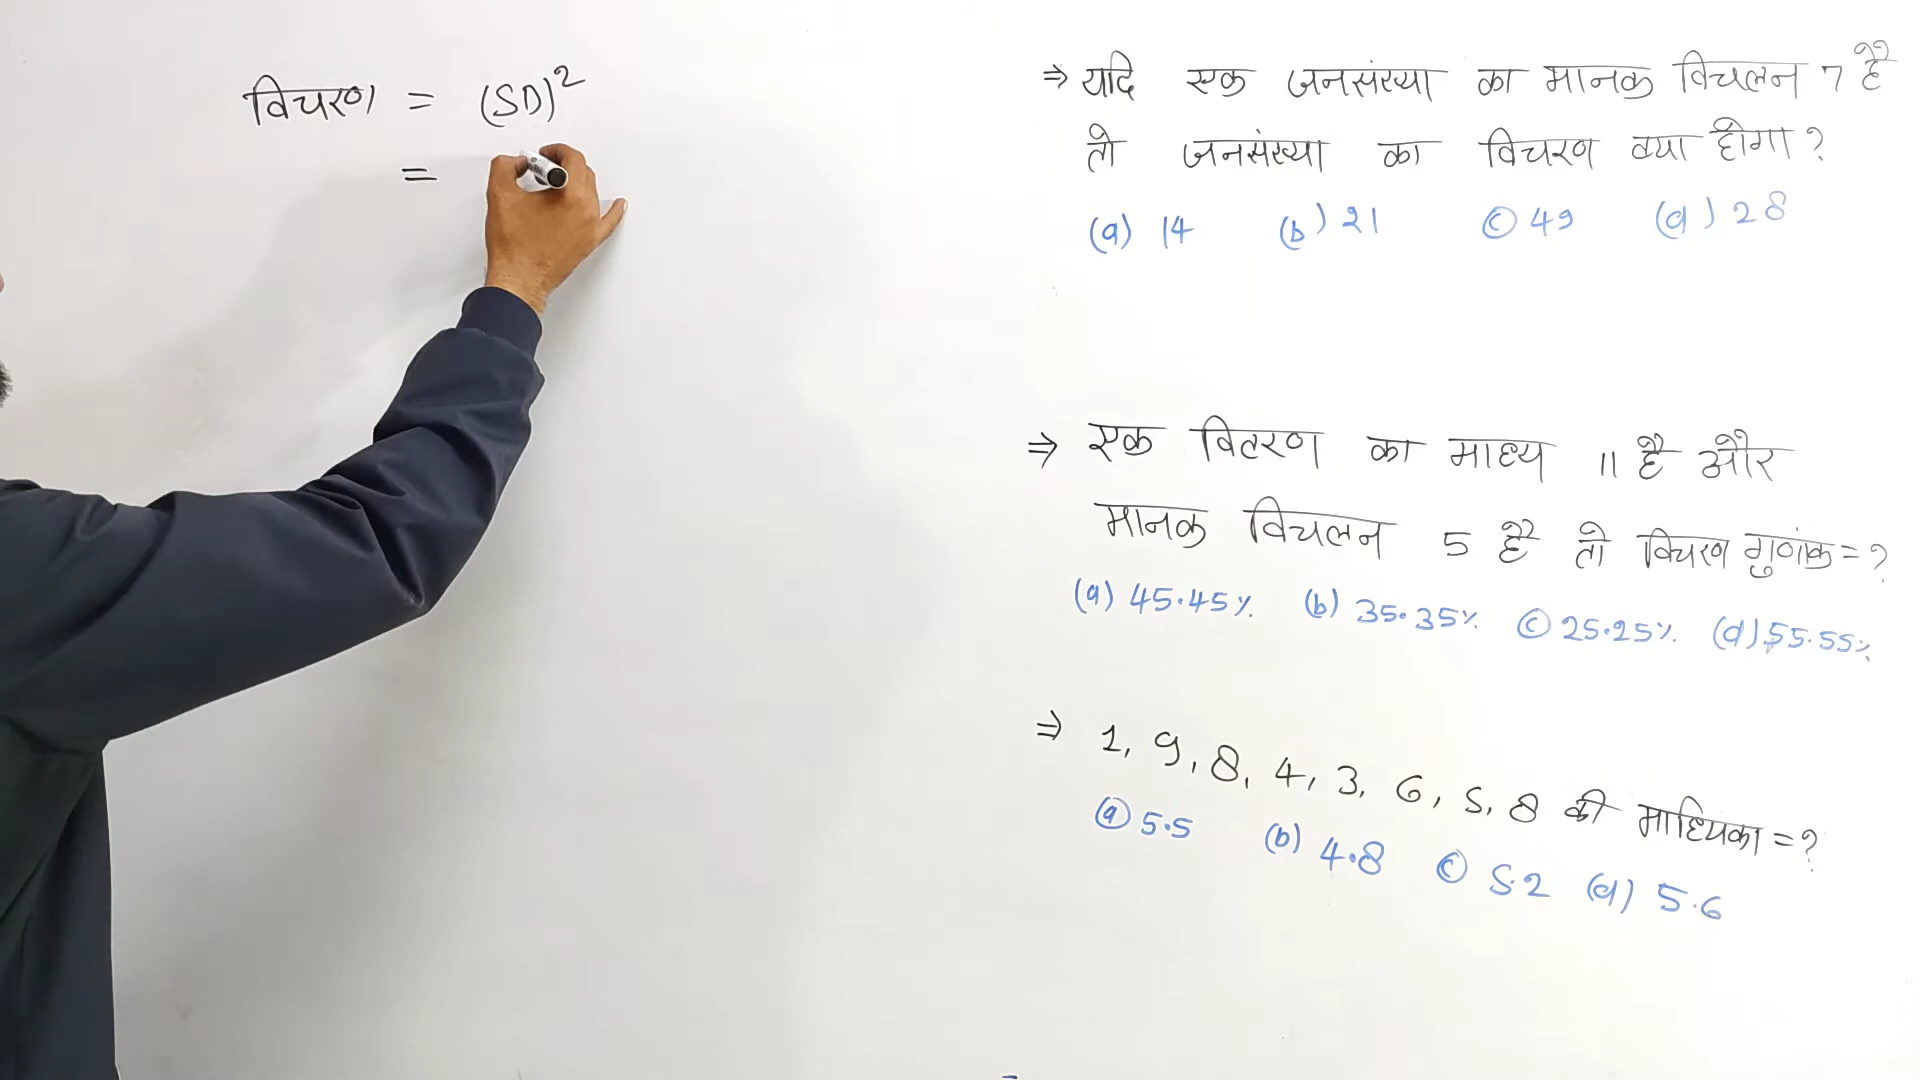 विचरण = (SD)²
=
⇒ यदि एक जनसंख्या का मानक विचलन 7 है
तो जनसंख्या का विचरण क्या होगा ?
(a) 14 (b) 21 (c) 49 (d) 28
⇒ एक वितरण का माध्य 11 है और
मानक विचलन 5 है तो विचरण गुणांक = ?
(a) 45.45% (b) 35.35% (c) 25.25% (d) 55.55%
⇒ 1, 9, 8, 4, 3, 6, 5, 8 की माध्यिका = ?
(a) 5.5 (b) 4.8 (c) 5.2 (d) 5.6